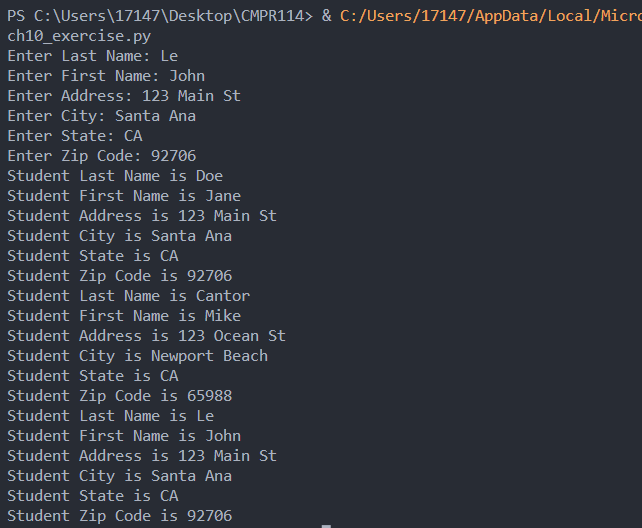 PS C:\Users\17147\Desktop\CMPR114> & C:/Users/17147/AppData/Local/Micro
ch10_exercise.py
Enter Last Name: Le
Enter First Name: John
Enter Address: 123 Main St
Enter City: Santa Ana
Enter State: CA
Enter Zip Code: 92706
Student Last Name is Doe
Student First Name is Jane
Student Address is 123 Main St
Student City is Santa Ana
Student State is CA
Student Zip Code is 92706
Student Last Name is Cantor
Student First Name is Mike
Student Address is 123 Ocean St
Student City is Newport Beach
Student State is CA
Student Zip Code is 65988
Student Last Name is Le
Student First Name is John
Student Address is 123 Main St
Student City is Santa Ana
Student State is CA
Student Zip Code is 92706